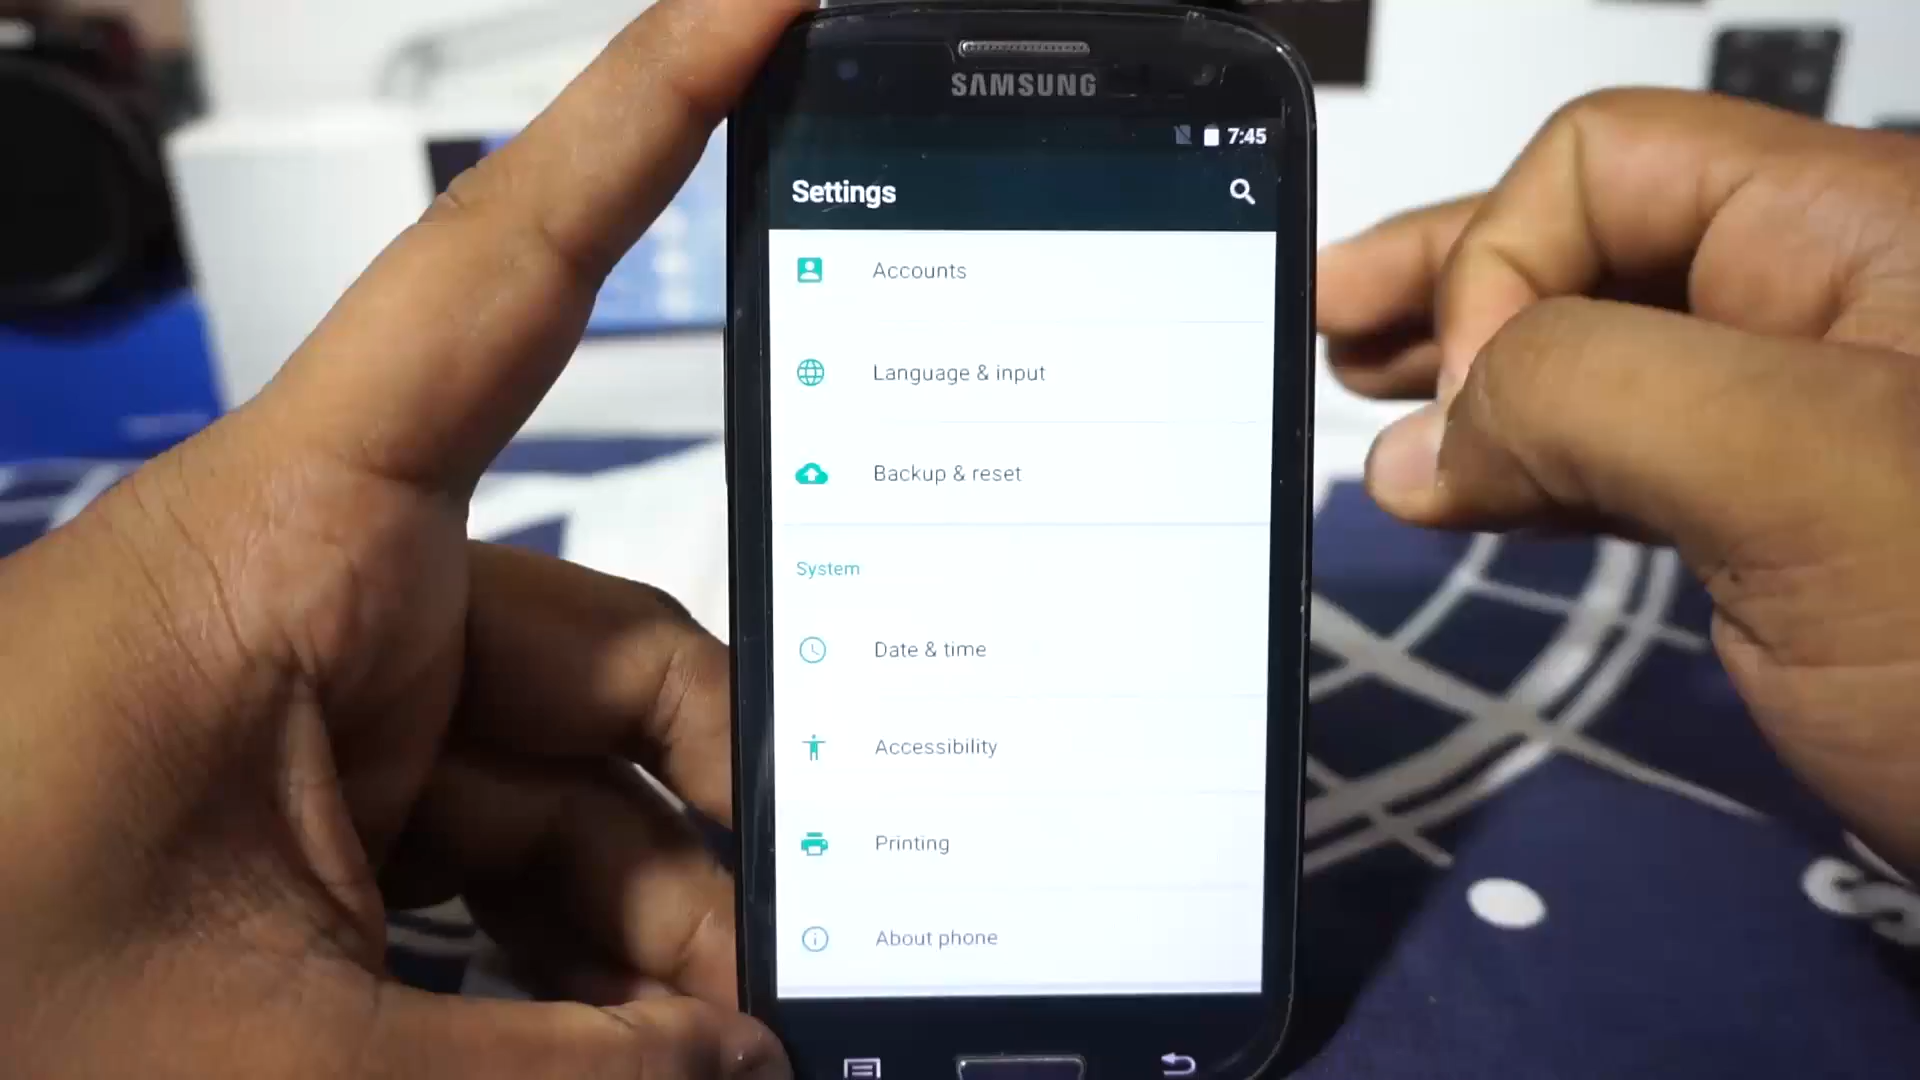 SAMSUNG
7:45
Settings
Accounts
Language & input
Backup & reset
System
Date & time
Accessibility
Printing
About phone